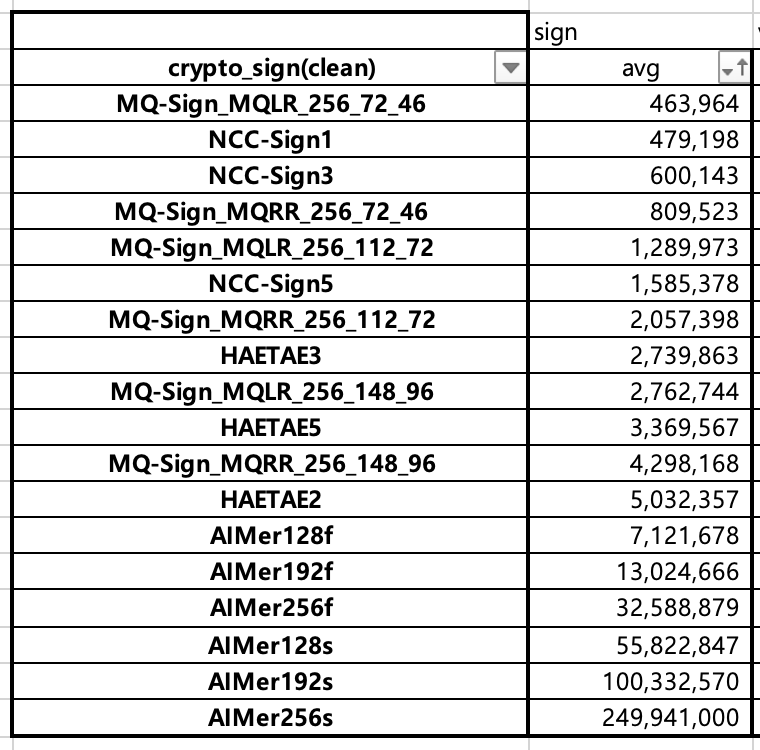 sign
crypto_sign(clean) avg
MQ-Sign_MQLR_256_72_46 463,964
NCC-Sign1 479,198
NCC-Sign3 600,143
MQ-Sign_MQRR_256_72_46 809,523
MQ-Sign_MQLR_256_112_72 1,289,973
NCC-Sign5 1,585,378
MQ-Sign_MQRR_256_112_72 2,057,398
HAETAE3 2,739,863
MQ-Sign_MQLR_256_148_96 2,762,744
HAETAE5 3,369,567
MQ-Sign_MQRR_256_148_96 4,298,168
HAETAE2 5,032,357
AIMer128f 7,121,678
AIMer192f 13,024,666
AIMer256f 32,588,879
AIMer128s 55,822,847
AIMer192s 100,332,570
AIMer256s 249,941,000